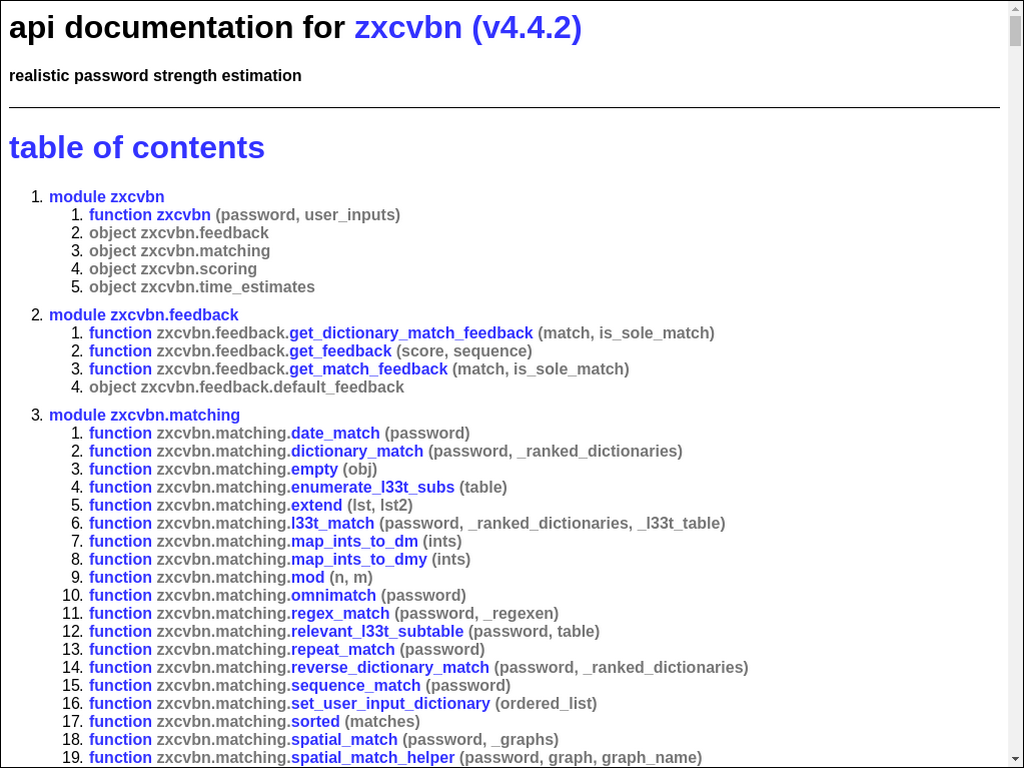 api documentation for zxcvbn (v4.4.2)
realistic password strength estimation
table of contents
1. module zxcvbn
1. function zxcvbn (password, user_inputs)
2. object zxcvbn.feedback
3. object zxcvbn.matching
4. object zxcvbn.scoring
5. object zxcvbn.time_estimates
2. module zxcvbn.feedback
1. function zxcvbn.feedback.get_dictionary_match_feedback (match, is_sole_match)
2. function zxcvbn.feedback.get_feedback (score, sequence)
3. function zxcvbn.feedback.get_match_feedback (match, is_sole_match)
4. object zxcvbn.feedback.default_feedback
3. module zxcvbn.matching
1. function zxcvbn.matching.date_match (password)
2. function zxcvbn.matching.dictionary_match (password, _ranked_dictionaries)
3. function zxcvbn.matching.empty (obj)
4. function zxcvbn.matching.enumerate_l33t_subs (table)
5. function zxcvbn.matching.extend (lst, lst2)
6. function zxcvbn.matching.l33t_match (password, _ranked_dictionaries, _l33t_table)
7. function zxcvbn.matching.map_ints_to_dm (ints)
8. function zxcvbn.matching.map_ints_to_dmy (ints)
9. function zxcvbn.matching.mod (n, m)
10. function zxcvbn.matching.omnimatch (password)
11. function zxcvbn.matching.regex_match (password, _regexen)
12. function zxcvbn.matching.relevant_l33t_subtable (password, table)
13. function zxcvbn.matching.repeat_match (password)
14. function zxcvbn.matching.reverse_dictionary_match (password, _ranked_dictionaries)
15. function zxcvbn.matching.sequence_match (password)
16. function zxcvbn.matching.set_user_input_dictionary (ordered_list)
17. function zxcvbn.matching.sorted (matches)
18. function zxcvbn.matching.spatial_match (password, _graphs)
19. function zxcvbn.matching.spatial_match_helper (password, graph, graph_name)